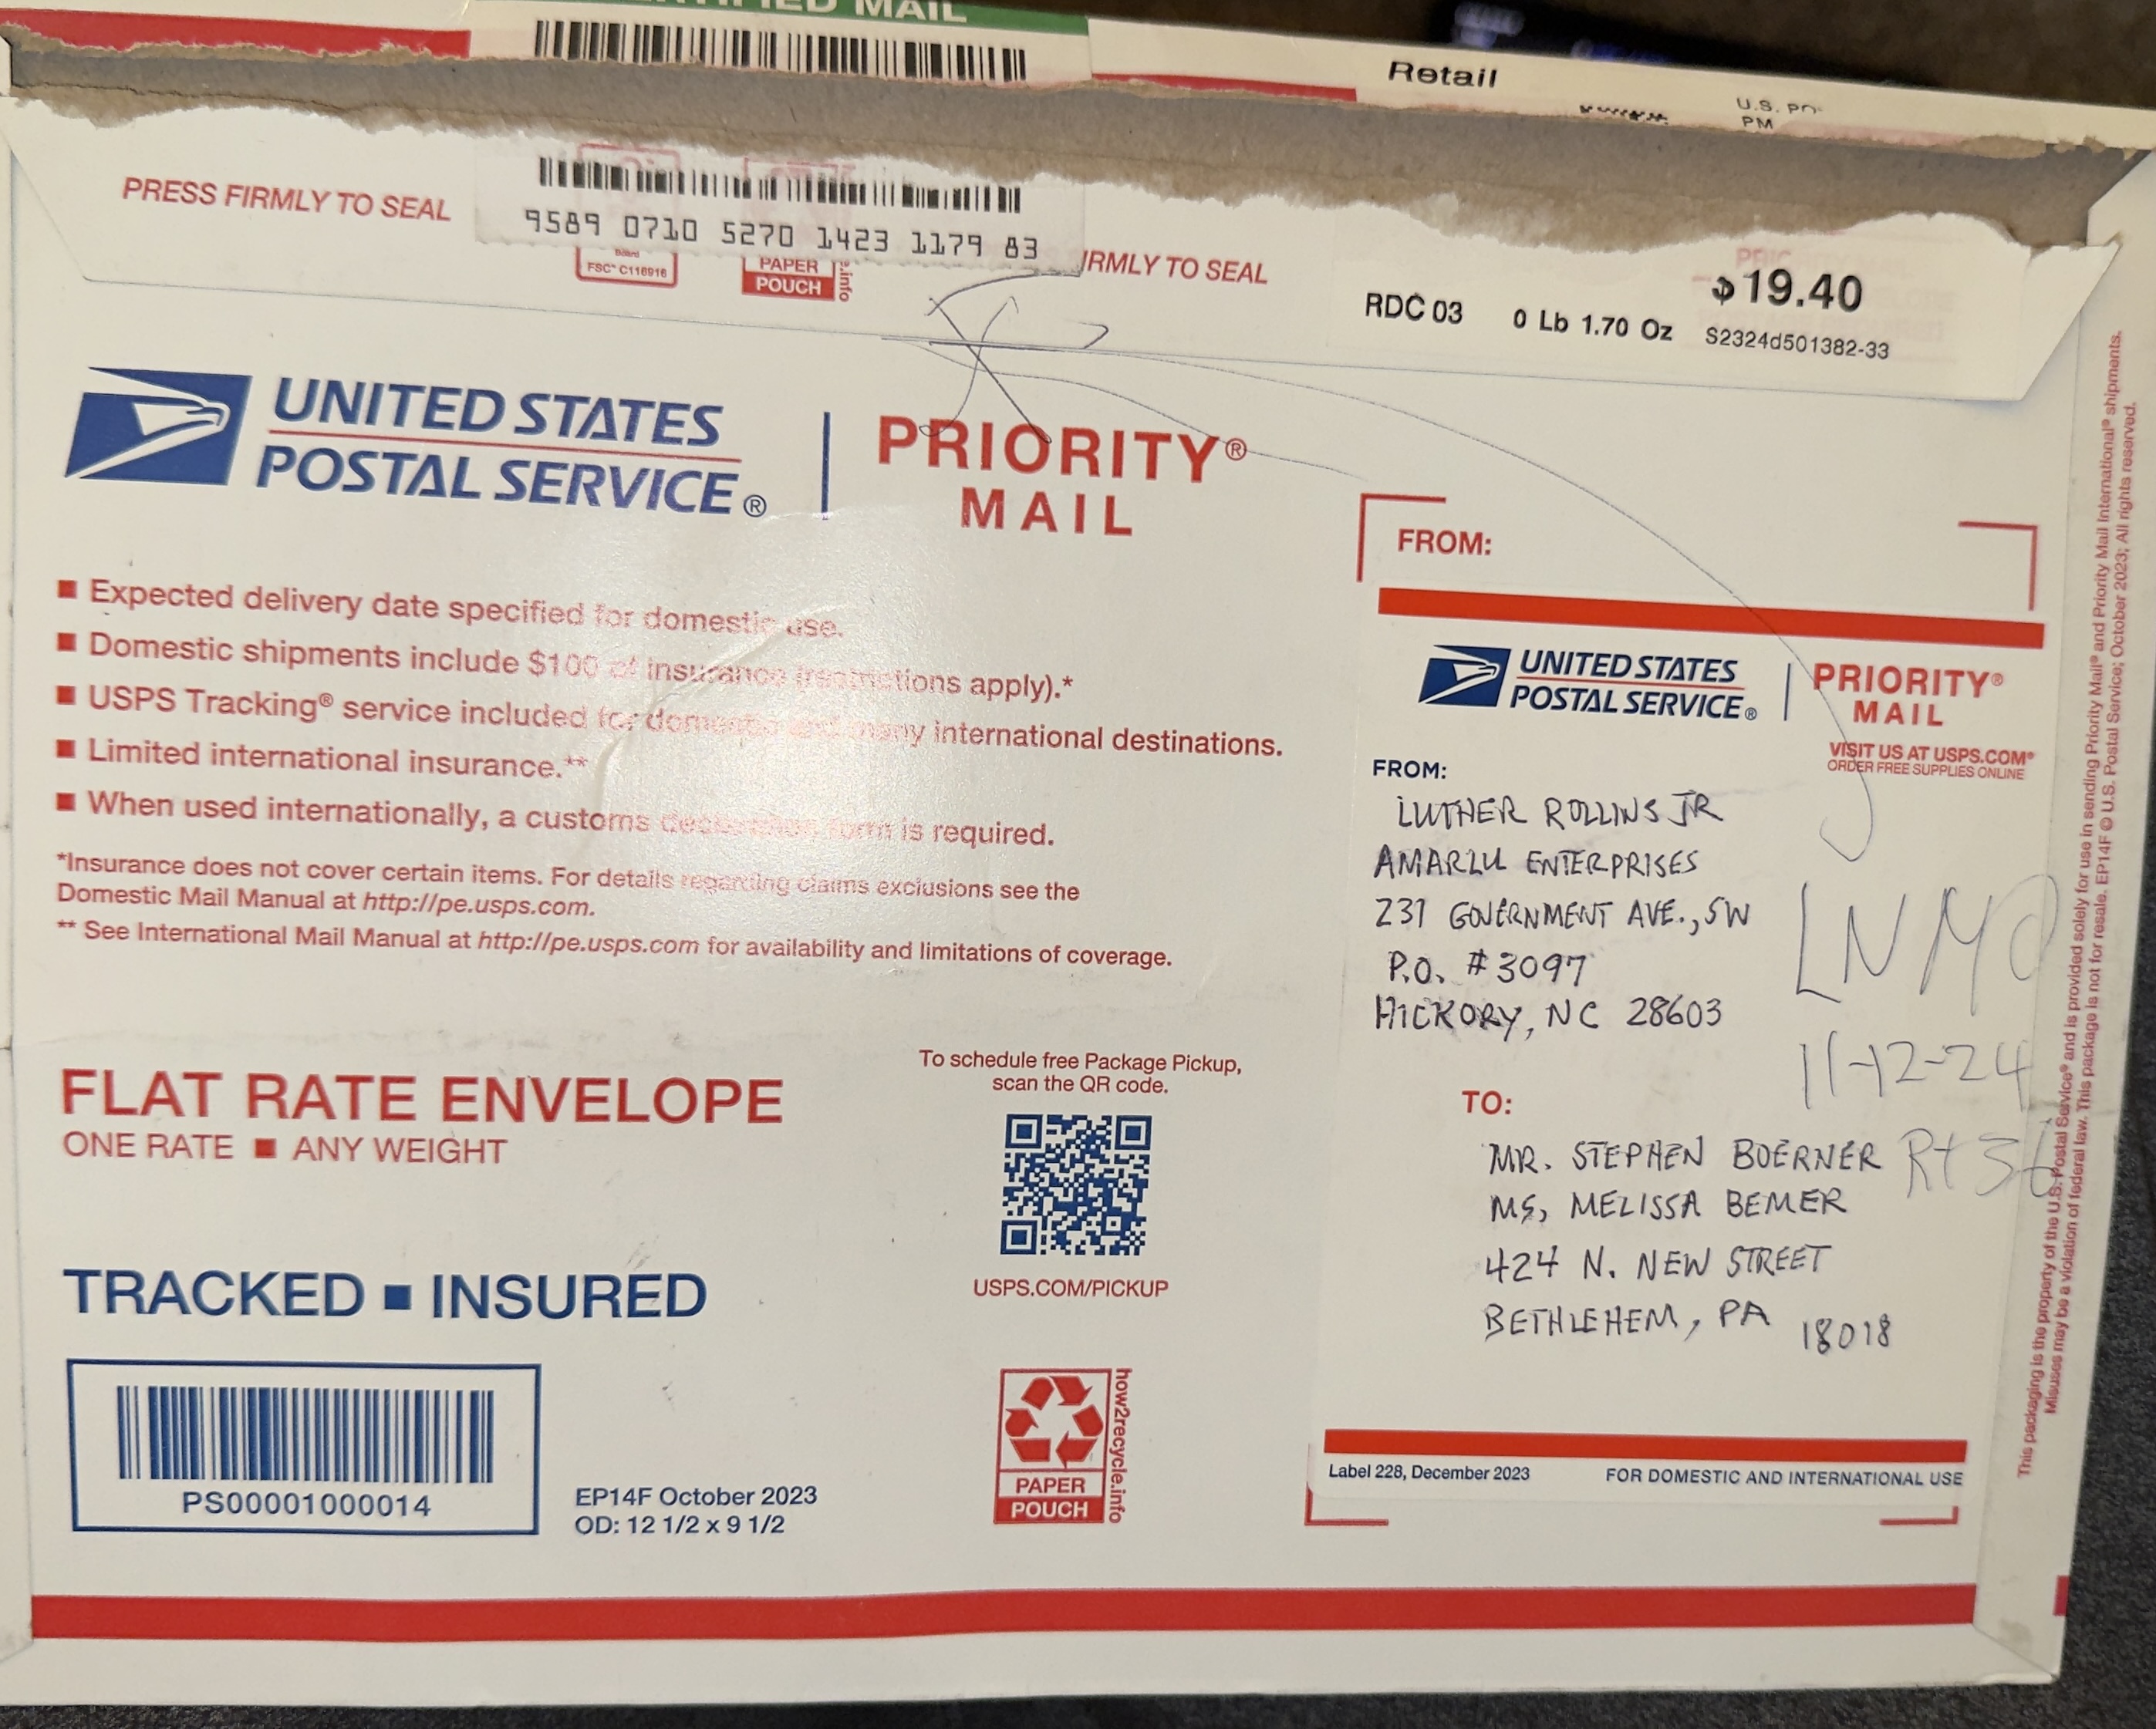 CERTIFIED MAIL
Retail
U.S. PO
PM
PRESS FIRMLY TO SEAL
9589 0710 5270 1423 1179 83
IRMLY TO SEAL
FSC® C116916
PAPER
POUCH
.info
$19.40
RDC 03 0 Lb 1.70 Oz
S2324d501382-33
UNITED STATES
POSTAL SERVICE®
PRIORITY®
MAIL
■ Expected delivery date specified for domestic use.
■ Domestic shipments include $100 of insurance (restrictions apply).*
■ USPS Tracking® service included for domestic and many international destinations.
■ Limited international insurance.**
■ When used internationally, a customs declaration form is required.
*Insurance does not cover certain items. For details regarding claims exclusions see the
Domestic Mail Manual at http://pe.usps.com.
** See International Mail Manual at http://pe.usps.com for availability and limitations of coverage.
FLAT RATE ENVELOPE
ONE RATE ■ ANY WEIGHT
TRACKED ■ INSURED
PS00001000014
EP14F October 2023
OD: 12 1/2 x 9 1/2
To schedule free Package Pickup,
scan the QR code.
USPS.COM/PICKUP
PAPER
POUCH
how2recycle.info
FROM:
UNITED STATES
POSTAL SERVICE®
PRIORITY®
MAIL
VISIT US AT USPS.COM®
ORDER FREE SUPPLIES ONLINE
FROM:
LUTHER ROLLINS JR
AMARLU ENTERPRISES
231 GOVERNMENT AVE., SW
P.O. #3097
HICKORY, NC 28603
LNMO
11-12-24
TO:
MR. STEPHEN BOERNER
MS, MELISSA BEMER
424 N. NEW STREET
BETHLEHEM, PA 18018
Label 228, December 2023
FOR DOMESTIC AND INTERNATIONAL USE
This packaging is the property of the U.S. Postal Service® and is provided solely for use in sending Priority Mail® and Priority Mail International® shipments.
Misuses may be a violation of federal law. This package is not for resale. EP14F © U.S. Postal Service; October 2023; All rights reserved.